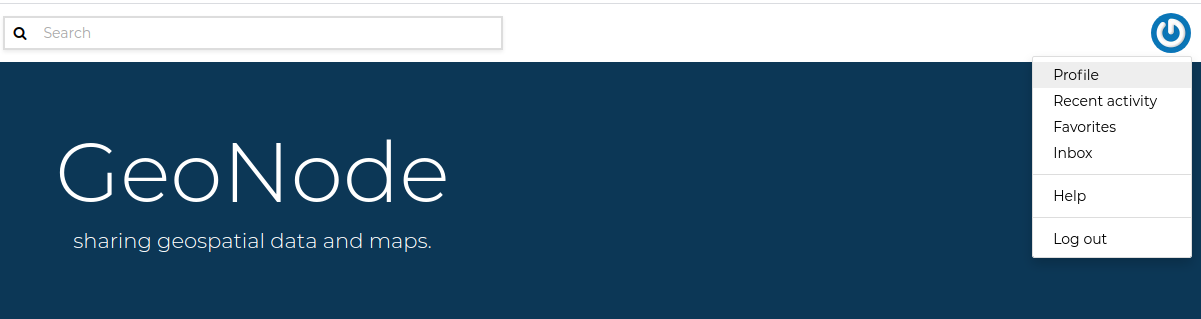 Search
Profile
Recent activity
Favorites
Inbox
Help
Log out
GeoNode
sharing geospatial data and maps.